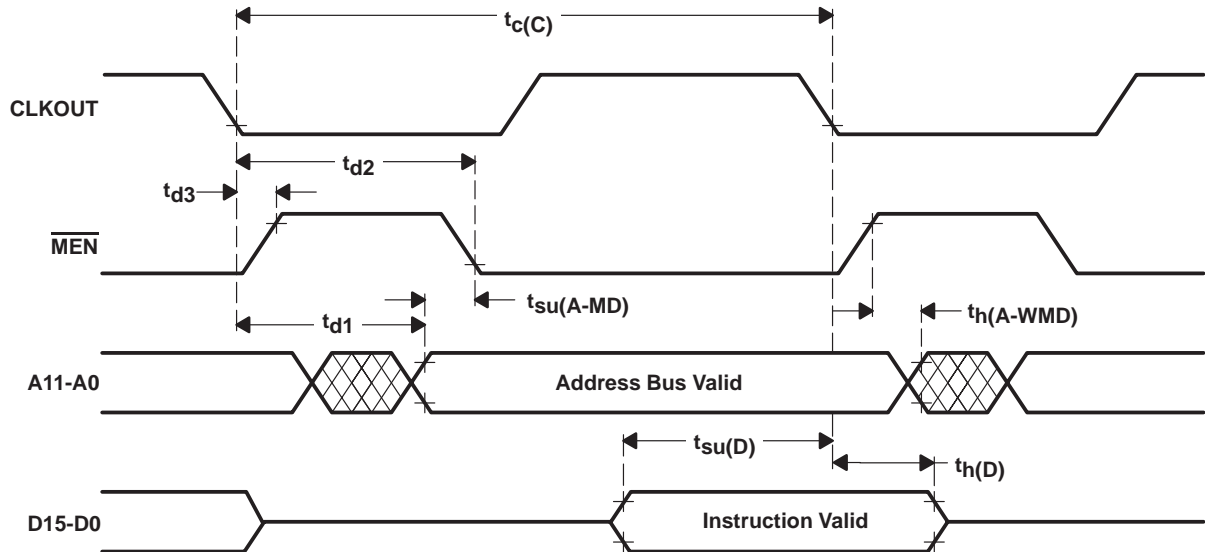 tc(C)
CLKOUT
td2
td3
MEN
tsu(A-MD)
td1
th(A-WMD)
A11-A0
Address Bus Valid
tsu(D)
th(D)
D15-D0
Instruction Valid